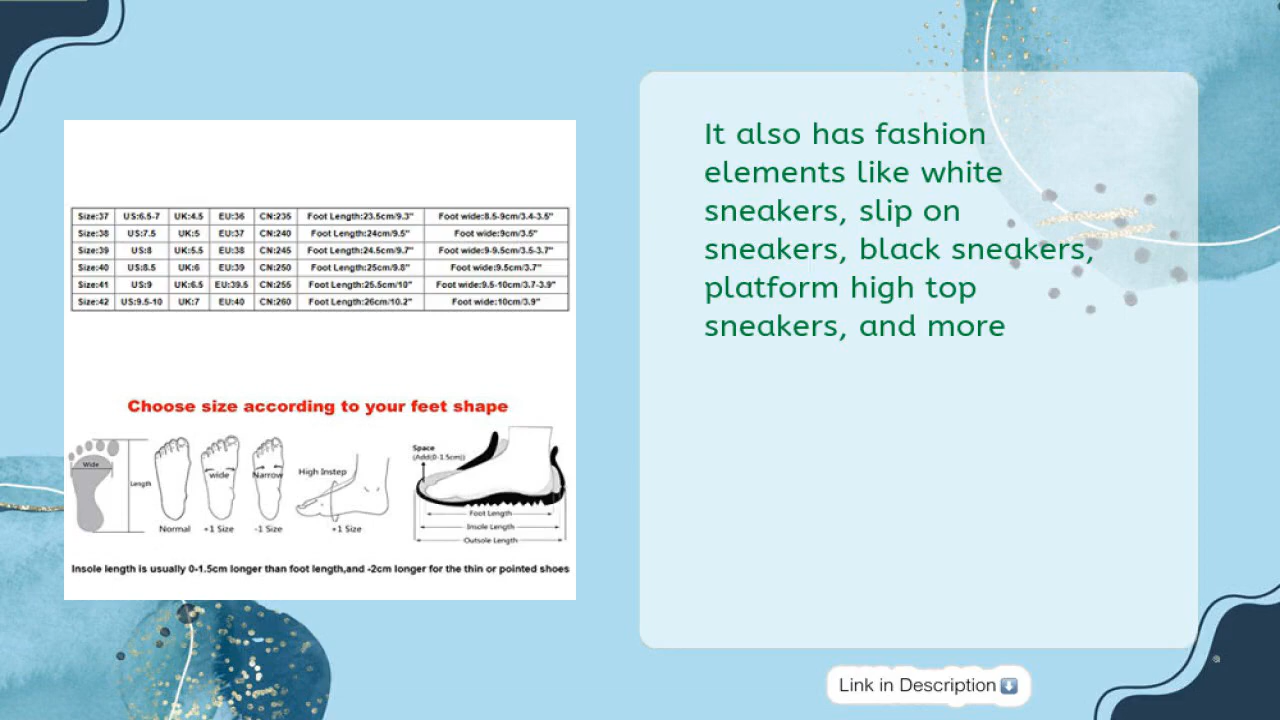 Size:37 US:6.5-7 UK:4.5 EU:36 CN:235 Foot Length:23.5cm/9.3" Foot wide:8.5-9cm/3.4-3.5"
Size:38 US:7.5 UK:5 EU:37 CN:240 Foot Length:24cm/9.5" Foot wide:9cm/3.5"
Size:39 US:8 UK:5.5 EU:38 CN:245 Foot Length:24.5cm/9.7" Foot wide:9-9.5cm/3.5-3.7"
Size:40 US:8.5 UK:6 EU:39 CN:250 Foot Length:25cm/9.8" Foot wide:9.5cm/3.7"
Size:41 US:9 UK:6.5 EU:39.5 CN:255 Foot Length:25.5cm/10" Foot wide:9.5-10cm/3.7-3.9"
Size:42 US:9.5-10 UK:7 EU:40 CN:260 Foot Length:26cm/10.2" Foot wide:10cm/3.9"
Choose size according to your feet shape
Wide
Length
Normal
wide
+1 Size
Narrow
-1 Size
High Instep
+1 Size
Space
(Add(0-1.5cm))
Foot Length
Insole Length
Outsole Length
Insole length is usually 0-1.5cm longer than foot length,and -2cm longer for the thin or pointed shoes
It also has fashion
elements like white
sneakers, slip on
sneakers, black sneakers,
platform high top
sneakers, and more
Link in Description⬇️